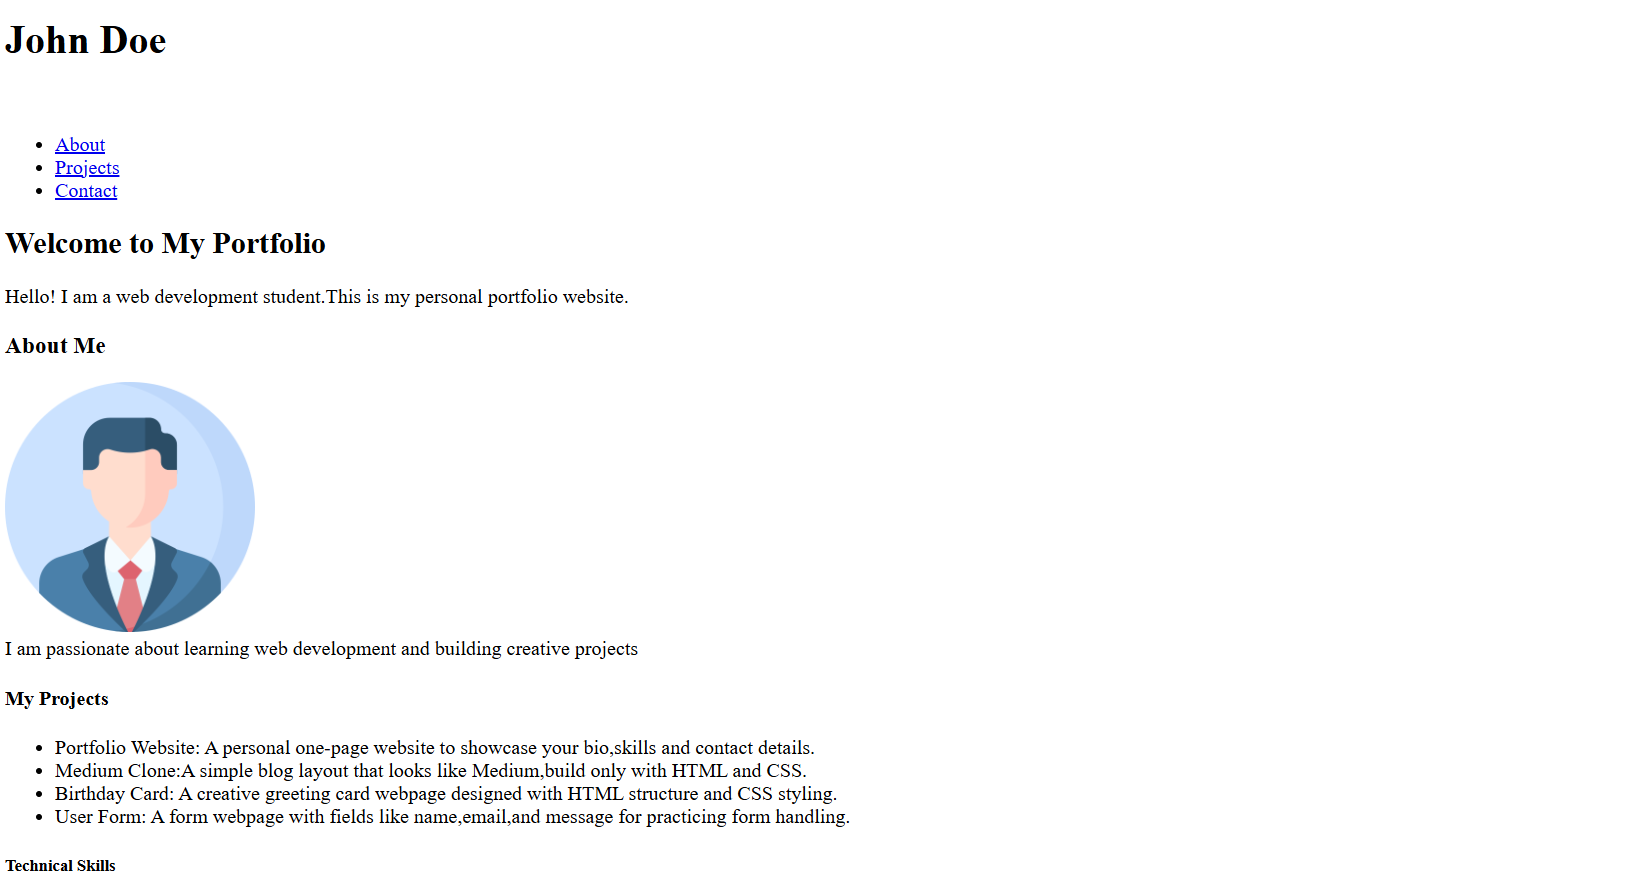 John Doe
About
Projects
Contact
Welcome to My Portfolio
Hello! I am a web development student.This is my personal portfolio website.
About Me
I am passionate about learning web development and building creative projects
My Projects
Portfolio Website: A personal one-page website to showcase your bio,skills and contact details.
Medium Clone:A simple blog layout that looks like Medium,build only with HTML and CSS.
Birthday Card: A creative greeting card webpage designed with HTML structure and CSS styling.
User Form: A form webpage with fields like name,email,and message for practicing form handling.
Technical Skills